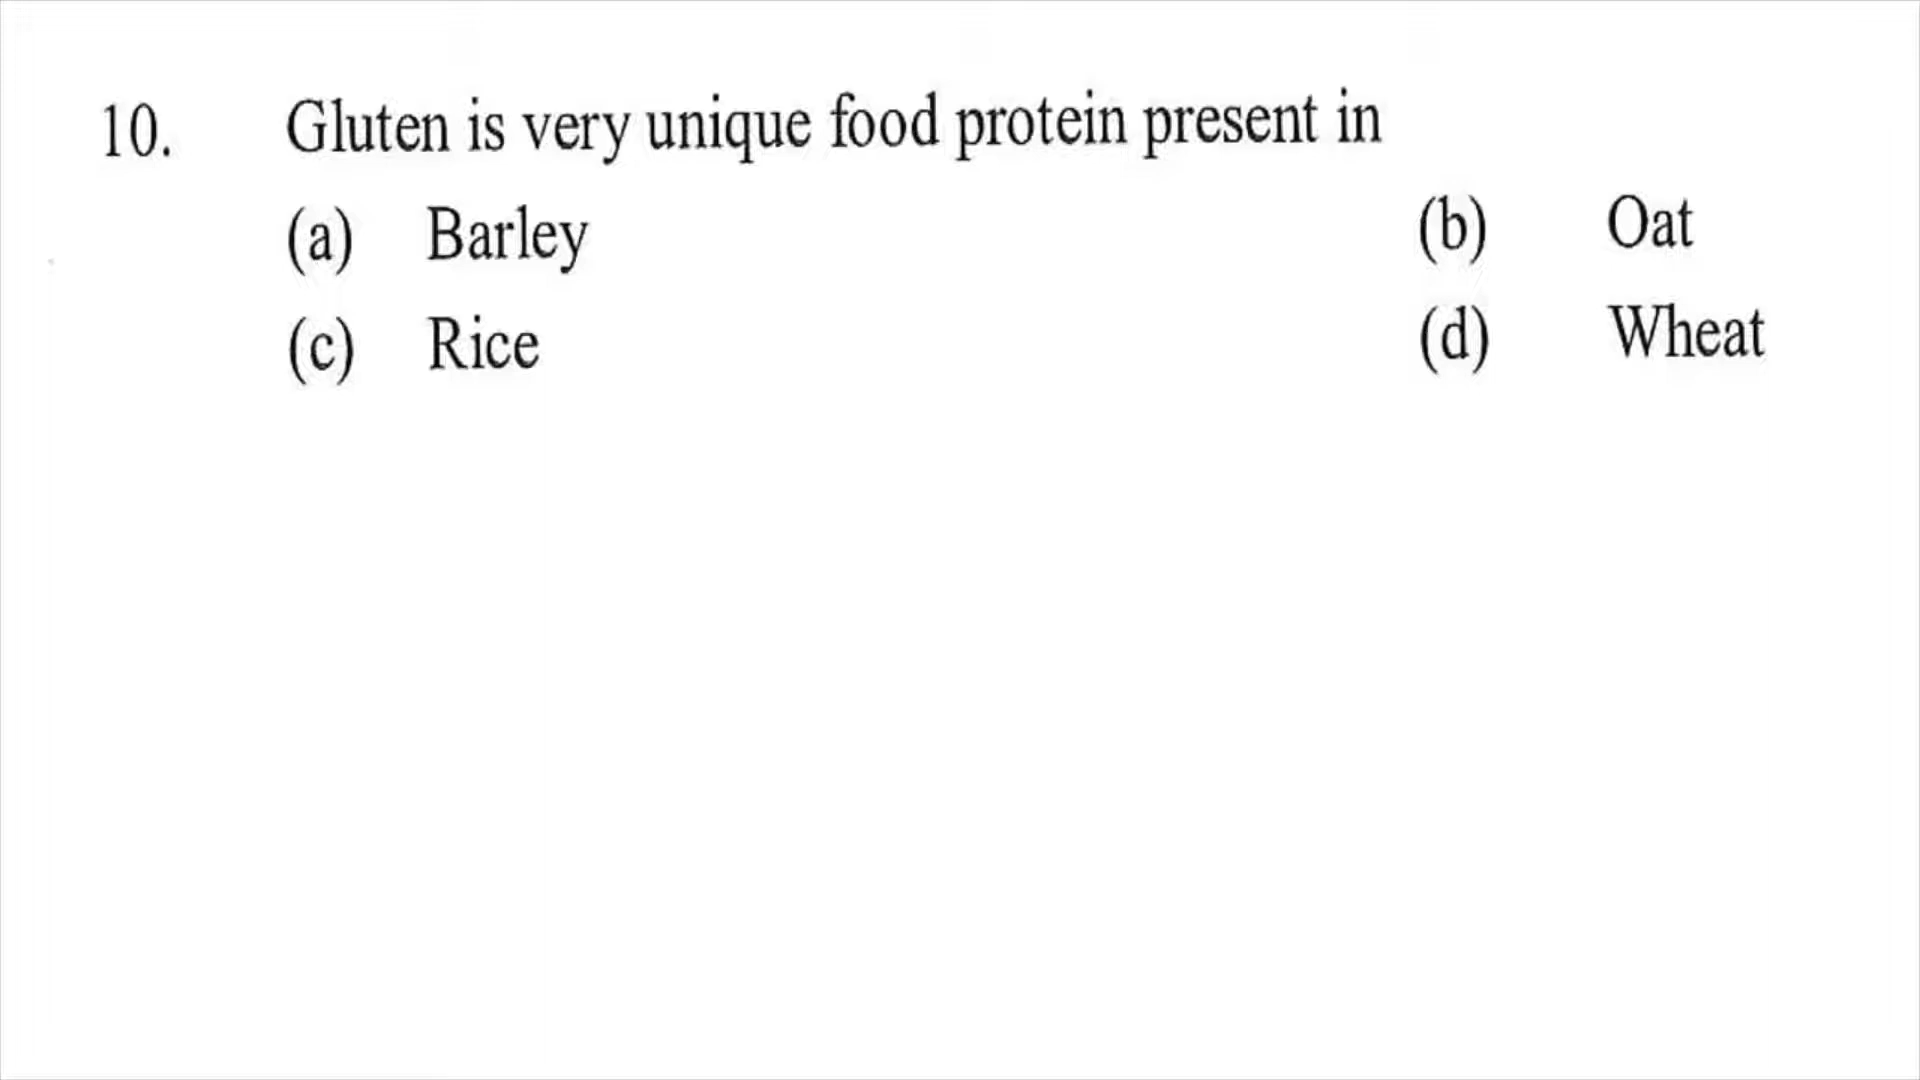 10. Gluten is very unique food protein present in
(a) Barley (b) Oat
(c) Rice (d) Wheat